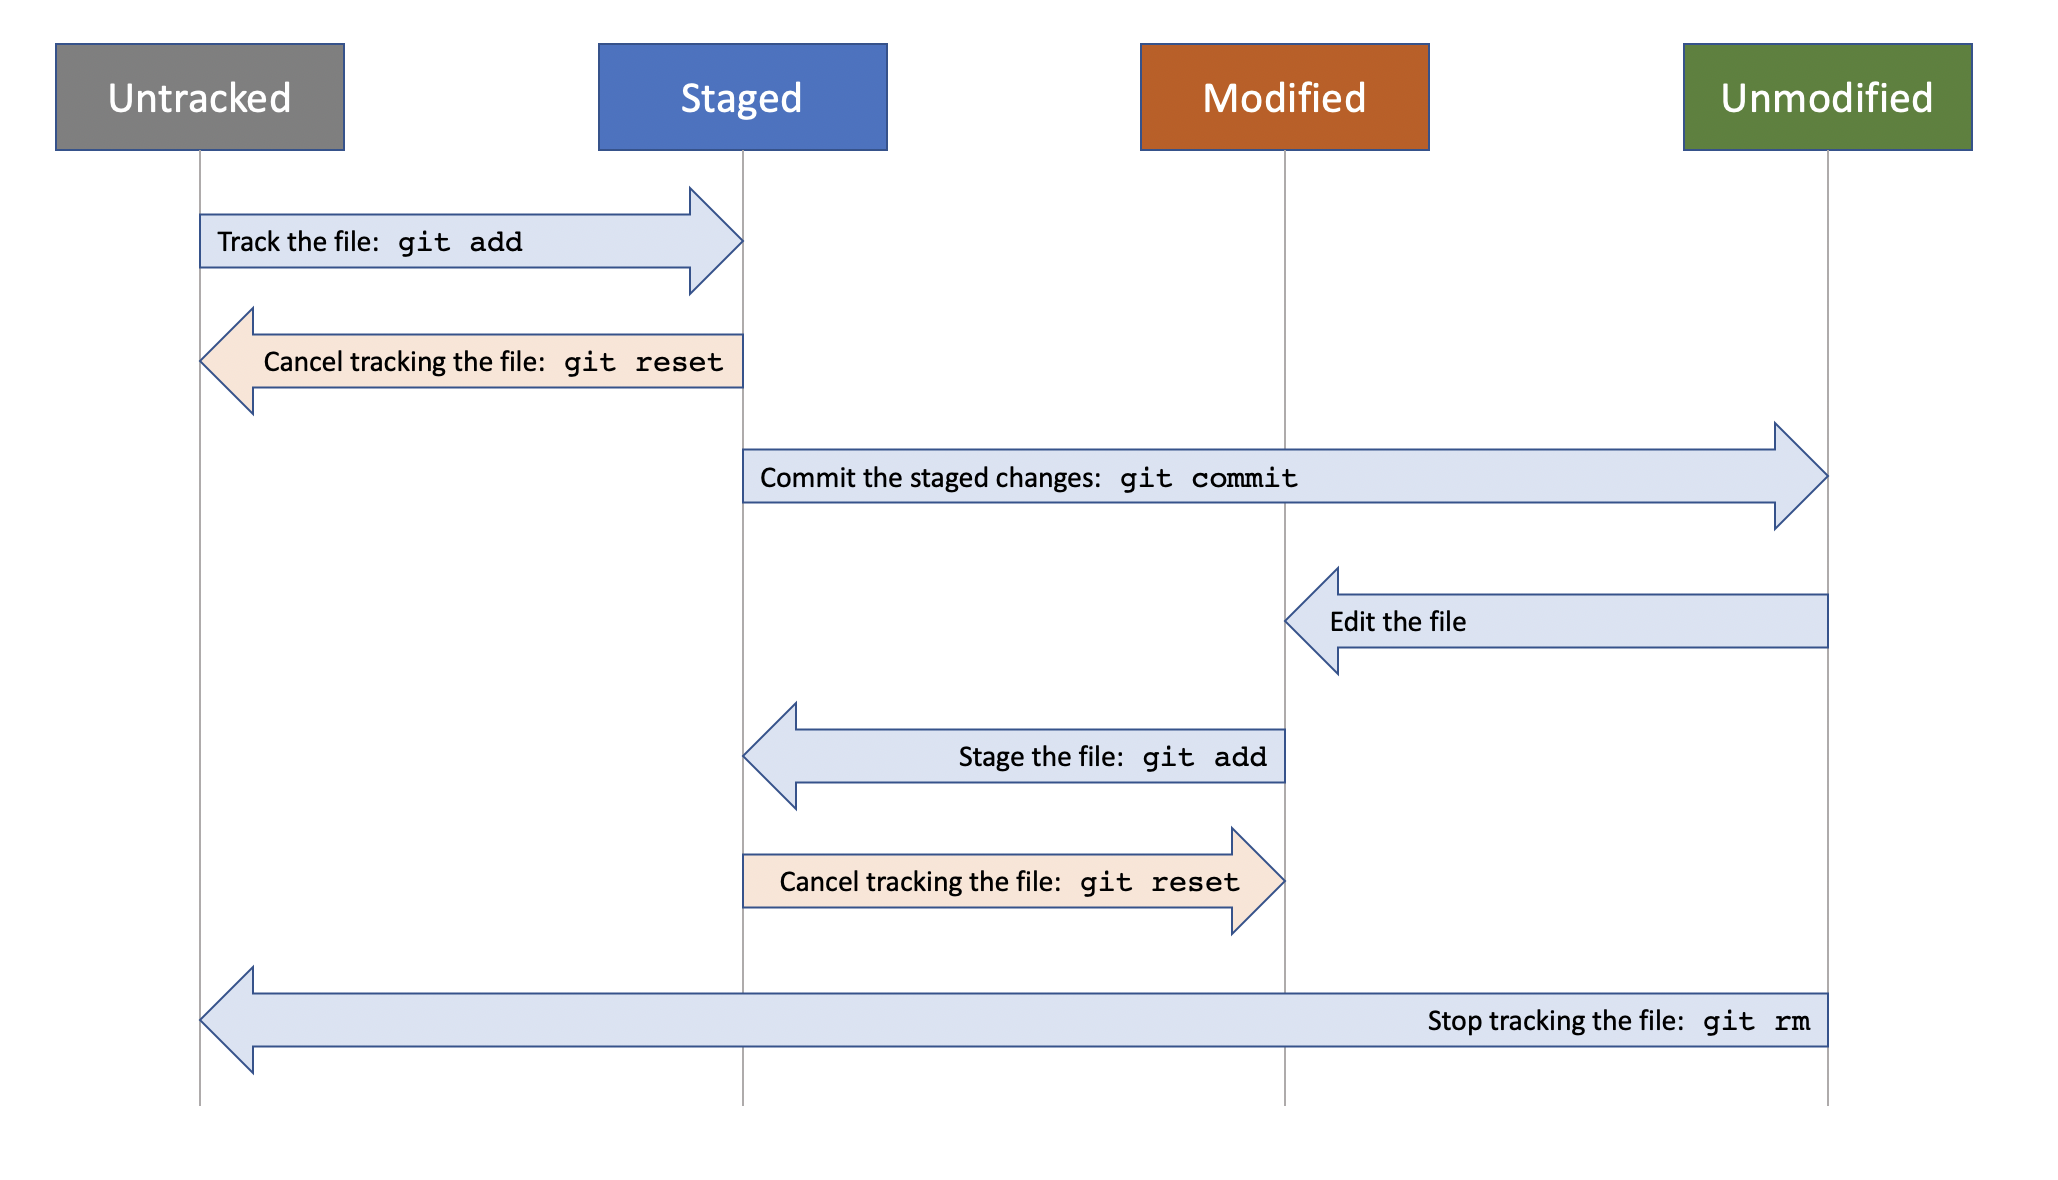 Untracked
Staged
Modified
Unmodified
Track the file: git add
Cancel tracking the file: git reset
Commit the staged changes: git commit
Edit the file
Stage the file: git add
Cancel tracking the file: git reset
Stop tracking the file: git rm